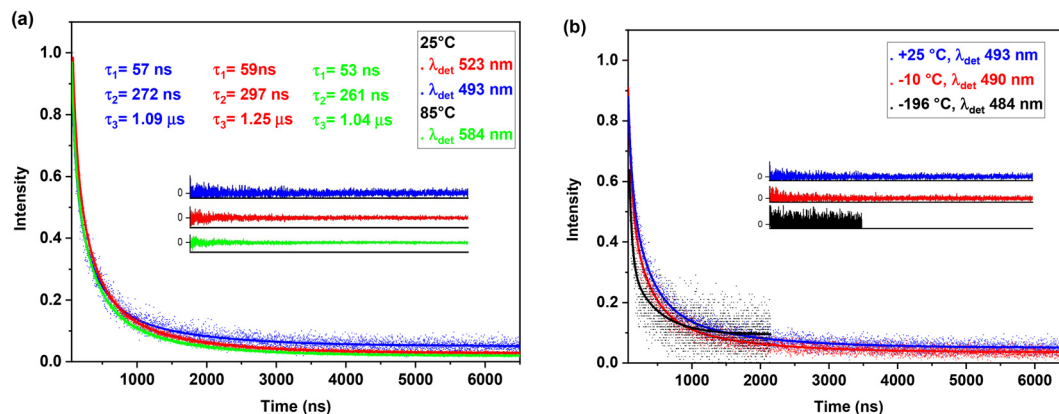 (a)
1.0
0.8
0.6
0.4
0.2
0.0
Intensity
τ1= 57 ns
τ2= 272 ns
τ3= 1.09 μs
τ1= 59ns
τ2= 297 ns
τ3= 1.25 μs
τ1= 53 ns
τ2= 261 ns
τ3= 1.04 μs
25°C
. λdet 523 nm
. λdet 493 nm
85°C
. λdet 584 nm
0
0
0
1000 2000 3000 4000 5000 6000
Time (ns)
(b)
1.0
0.8
0.6
0.4
0.2
0.0
Intensity
. +25 °C, λdet 493 nm
. -10 °C, λdet 490 nm
. -196 °C, λdet 484 nm
0
0
0
1000 2000 3000 4000 5000 6000
Time (ns)